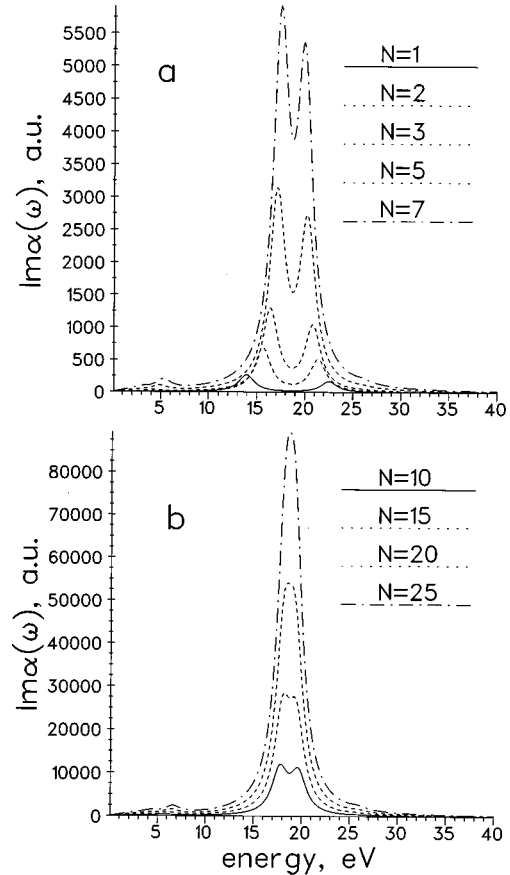 5500
5000
4500
4000
3500
3000
2500
2000
1500
1000
500
0
Imα(ω), a.u.
a
N=1
N=2
N=3
N=5
N=7
5 10 15 20 25 30 35 40
80000
70000
60000
50000
40000
30000
20000
10000
0
Imα(ω), a.u.
b
N=10
N=15
N=20
N=25
5 10 15 20 25 30 35 40
energy, eV